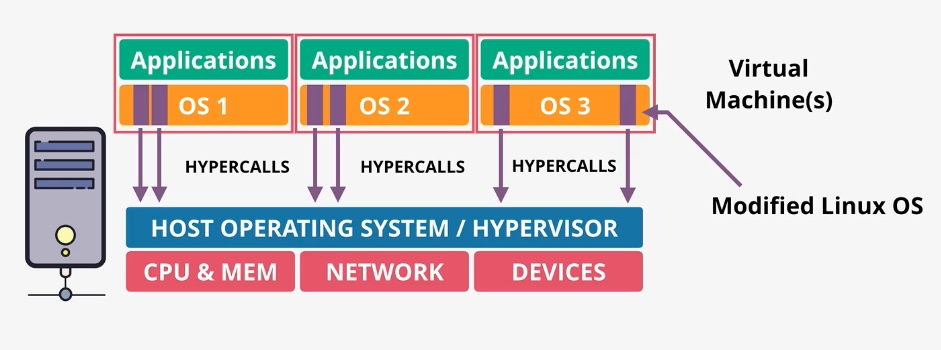 Applications
Applications
Applications
Virtual
Machine(s)
OS 1
OS 2
OS 3
HYPERCALLS
HYPERCALLS
HYPERCALLS
Modified Linux OS
HOST OPERATING SYSTEM / HYPERVISOR
CPU & MEM
NETWORK
DEVICES